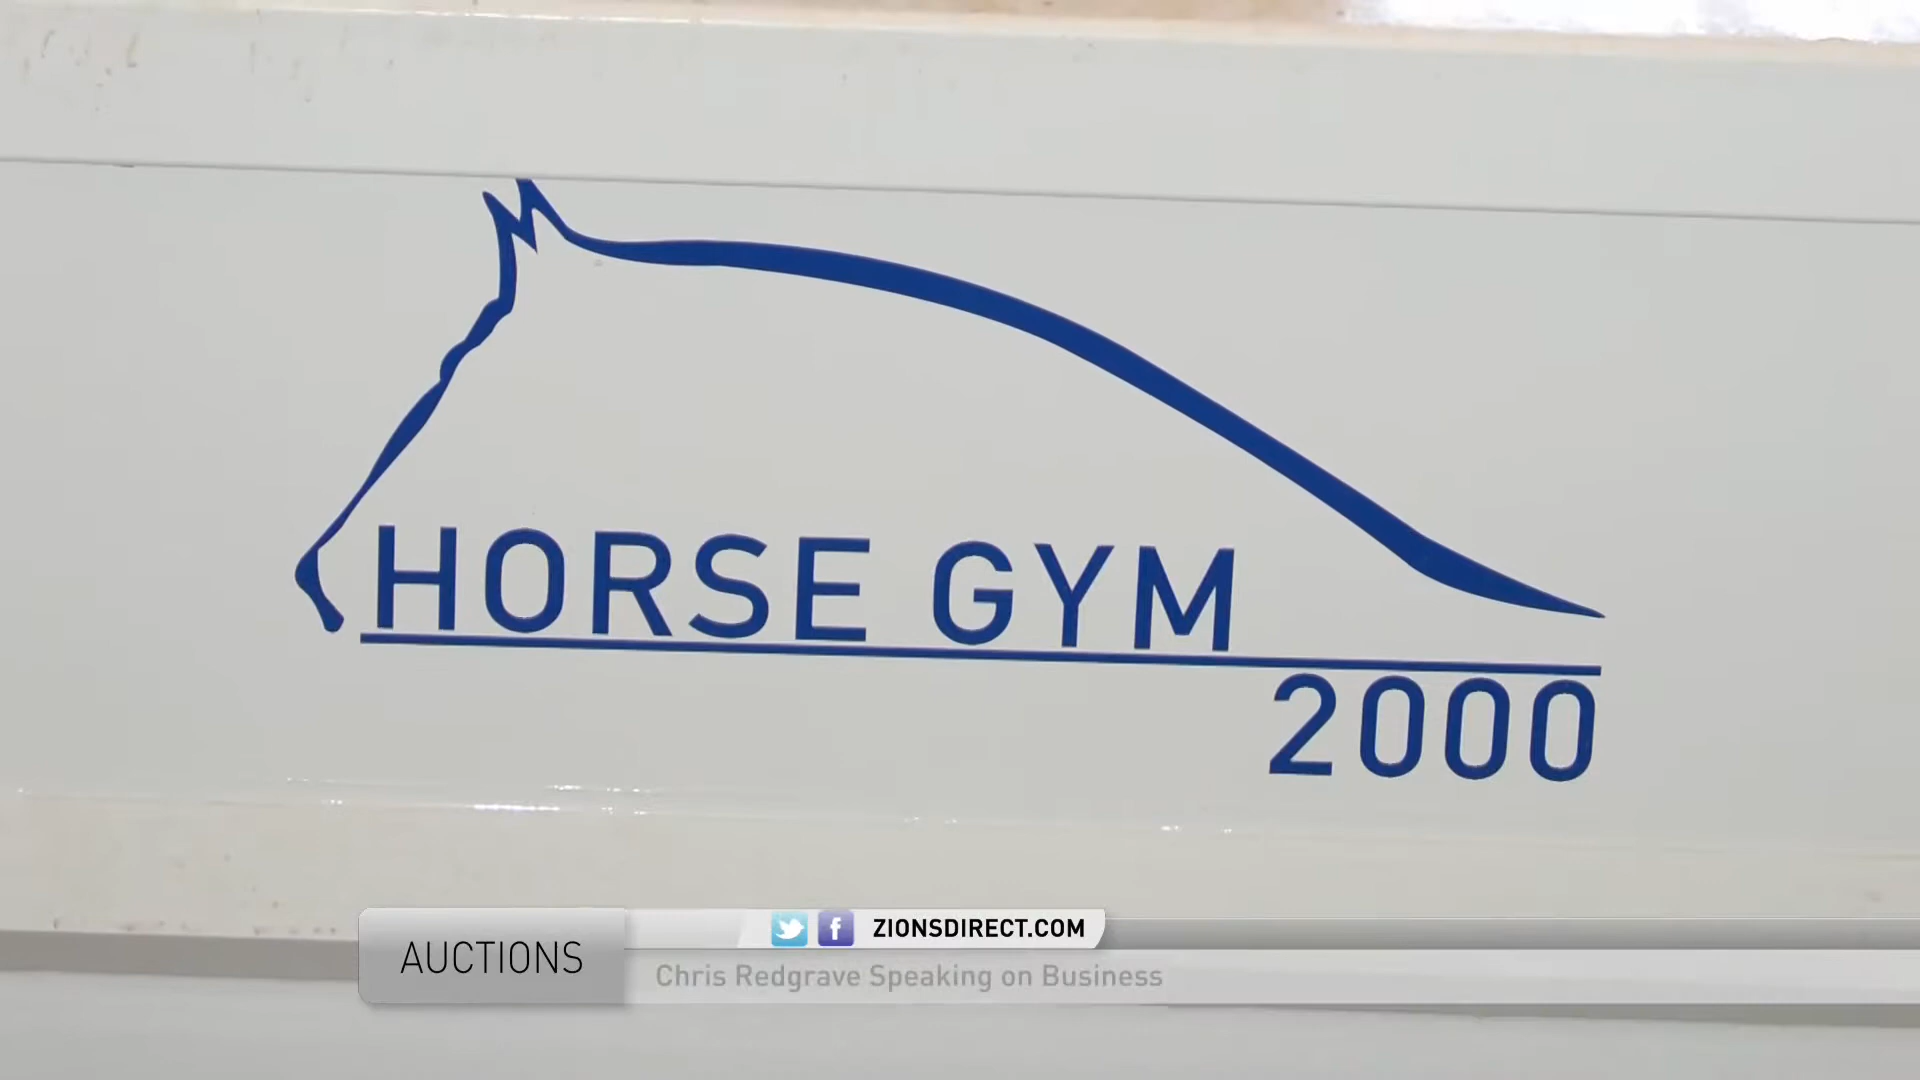 HORSE GYM
2000
AUCTIONS
ZIONSDIRECT.COM
Chris Redgrave Speaking on Business